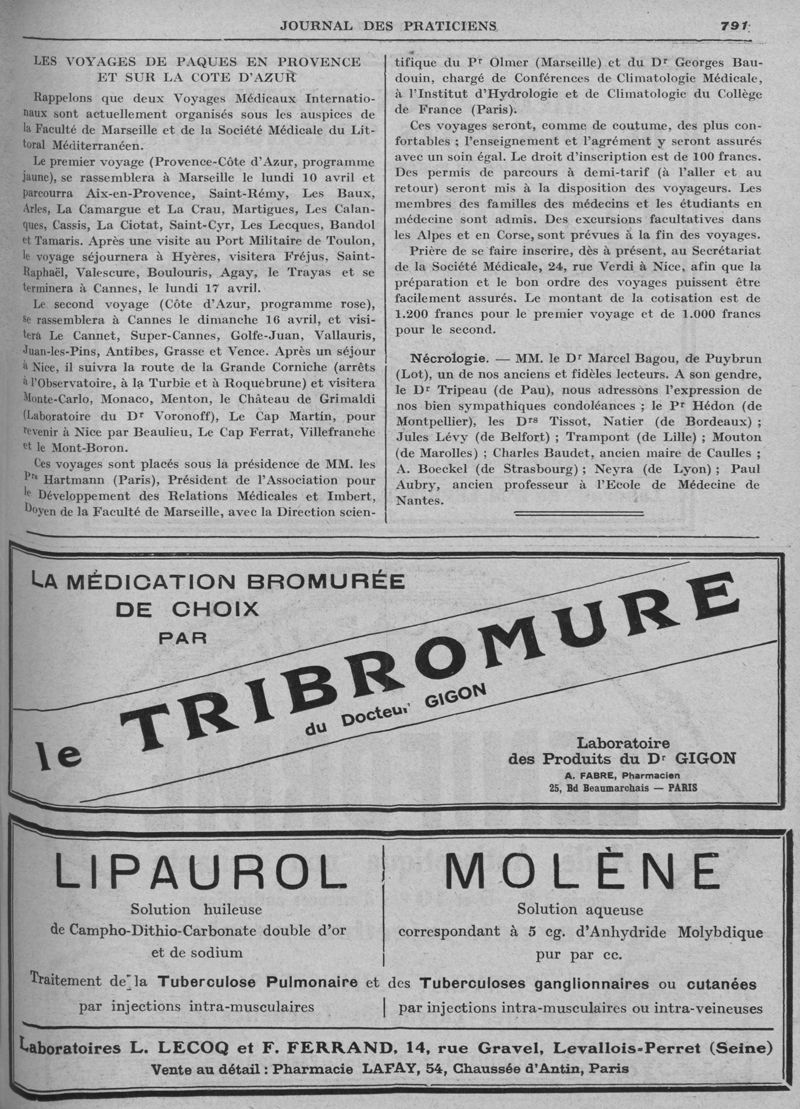 JOURNAL DES PRATICIENS
791
LES VOYAGES DE PAQUES EN PROVENCE
ET SUR LA COTE D'AZUR
Rappelons que deux Voyages Médicaux Internatio-
naux sont actuellement organisés sous les auspices de
la Faculté de Marseille et de la Société Médicale du Lit-
toral Méditerranéen.
Le premier voyage (Provence-Côte d'Azur, programme
jaune), se rassemblera à Marseille le lundi 10 avril et
parcourra Aix-en-Provence, Saint-Rémy, Les Baux,
Arles, La Camargue et La Crau, Martigues, Les Calan-
ques, Cassis, La Ciotat, Saint-Cyr, Les Lecques, Bandol
et Tamaris. Après une visite au Port Militaire de Toulon,
le voyage séjournera à Hyères, visitera Fréjus, Saint-
Raphaël, Valescure, Boulouris, Agay, le Trayas et se
terminera à Cannes, le lundi 17 avril.
Le second voyage (Côte d'Azur, programme rose),
se rassemblera à Cannes le dimanche 16 avril, et visi-
tera Le Cannet, Super-Cannes, Golfe-Juan, Vallauris,
Juan-les-Pins, Antibes, Grasse et Vence. Après un séjour
à Nice, il suivra la route de la Grande Corniche (arrêts
à l'Observatoire, à la Turbie et à Roquebrune) et visitera
Monte-Carlo, Monaco, Menton, le Château de Grimaldi
(Laboratoire du Dr Voronoff), Le Cap Martin, pour
revenir à Nice par Beaulieu, Le Cap Ferrat, Villefranche
et le Mont-Boron.
Ces voyages sont placés sous la présidence de MM. les
Prs Hartmann (Paris), Président de l'Association pour
le Développement des Relations Médicales et Imbert,
Doyen de la Faculté de Marseille, avec la Direction scien-
tifique du Pr Olmer (Marseille) et du Dr Georges Bau-
douin, chargé de Conférences de Climatologie Médicale,
à l'Institut d'Hydrologie et de Climatologie du Collège
de France (Paris).
Ces voyages seront, comme de coutume, des plus con-
fortables ; l'enseignement et l'agrément y seront assurés
avec un soin égal. Le droit d'inscription est de 100 francs.
Des permis de parcours à demi-tarif (à l'aller et au
retour) seront mis à la disposition des voyageurs. Les
membres des familles des médecins et les étudiants en
médecine sont admis. Des excursions facultatives dans
les Alpes et en Corse, sont prévues à la fin des voyages.
Prière de se faire inscrire, dès à présent, au Secrétariat
de la Société Médicale, 24, rue Verdi à Nice, afin que la
préparation et le bon ordre des voyages puissent être
facilement assurés. Le montant de la cotisation est de
1.200 francs pour le premier voyage et de 1.000 francs
pour le second.
Nécrologie. — MM. le Dr Marcel Bagou, de Puybrun
(Lot), un de nos anciens et fidèles lecteurs. A son gendre,
le Dr Tripeau (de Pau), nous adressons l'expression de
nos bien sympathiques condoléances ; le Pr Hédon (de
Montpellier), les Drs Tissot, Natier (de Bordeaux) ;
Jules Lévy (de Belfort) ; Trampont (de Lille) ; Mouton
(de Marolles) ; Charles Baudet, ancien maire de Caulles ;
A. Boeckel (de Strasbourg) ; Neyra (de Lyon) ; Paul
Aubry, ancien professeur à l'Ecole de Médecine de
Nantes.
LA MÉDICATION BROMURÉE
DE CHOIX
PAR
le TRIBROMURE
du Docteur GIGON
Laboratoire
des Produits du Dr GIGON
A. FABRE, Pharmacien
25, Bd Beaumarchais — PARIS
LIPAUROL
Solution huileuse
de Campho-Dithio-Carbonate double d'or
et de sodium
MOLÈNE
Solution aqueuse
correspondant à 5 cg. d'Anhydride Molybdique
pur par cc.
Traitement de la Tuberculose Pulmonaire et des Tuberculoses ganglionnaires ou cutanées
par injections intra-musculaires
par injections intra-musculaires ou intra-veineuses
Laboratoires L. LECOQ et F. FERRAND, 14, rue Gravel, Levallois-Perret (Seine)
Vente au détail : Pharmacie LAFAY, 54, Chaussée d'Antin, Paris